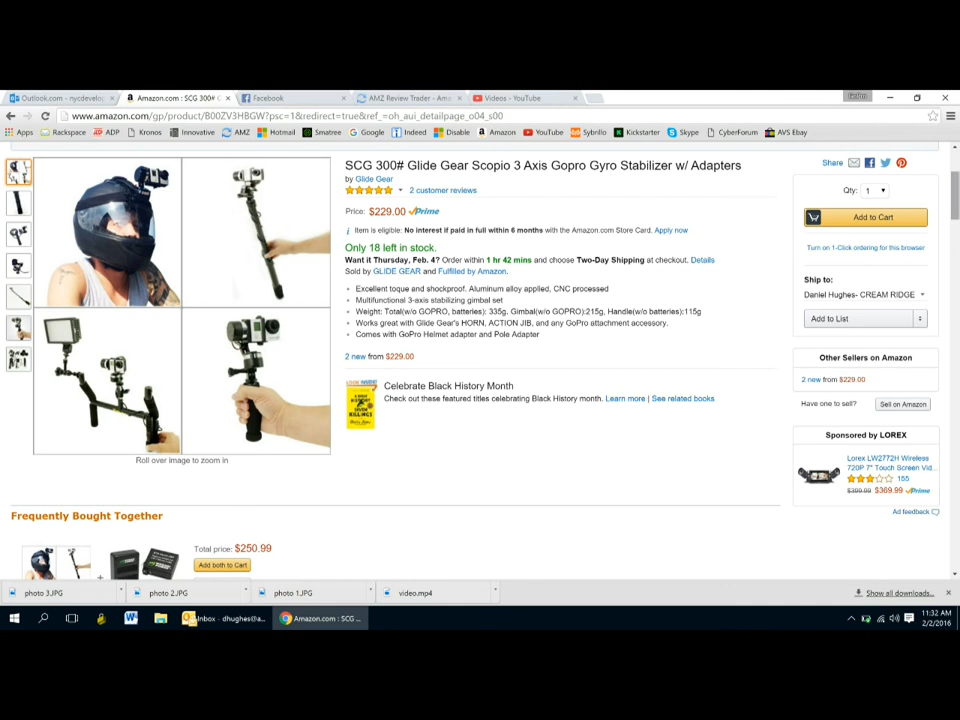 Outlook.com - nycdevelop
Amazon.com: SCG 300# G
Facebook
AMZ Review Trader - Ama
Videos - YouTube
www.amazon.com/gp/product/B00ZV3HBGW?psc=1&redirect=true&ref_=oh_aui_detailpage_o04_s00
Apps Rackspace ADP Kronos Innovative AMZ Hotmail Smatree Google Indeed Disable Amazon YouTube Sybrillo Kickstarter Skype CyberForum AVS Ebay
SCG 300# Glide Gear Scopio 3 Axis Gopro Gyro Stabilizer w/ Adapters
by Glide Gear
2 customer reviews
Price: $229.00 Prime
Item is eligible: No interest if paid in full within 6 months with the Amazon.com Store Card. Apply now
Only 18 left in stock.
Want it Thursday, Feb. 4? Order within 1 hr 42 mins and choose Two-Day Shipping at checkout. Details
Sold by GLIDE GEAR and Fulfilled by Amazon.
Excellent toque and shockproof. Aluminum alloy applied, CNC processed
Multifunctional 3-axis stabilizing gimbal set
Weight: Total(w/o GOPRO, batteries): 335g. Gimbal(w/o GOPRO):215g, Handle(w/o batteries):115g
Works great with Glide Gear's HORN, ACTION JIB, and any GoPro attachment accessory.
Comes with GoPro Helmet adapter and Pole Adapter
2 new from $229.00
LOOK INSIDE!
Celebrate Black History Month
Check out these featured titles celebrating Black History month. Learn more | See related books
Roll over image to zoom in
Share
Qty: 1
Add to Cart
Turn on 1-Click ordering for this browser
Ship to:
Daniel Hughes- CREAM RIDGE
Add to List
Other Sellers on Amazon
2 new from $229.00
Have one to sell? Sell on Amazon
Sponsored by LOREX
Lorex LW2772H Wireless
720P 7" Touch Screen Vid...
155
$399.99 $369.99 Prime
Ad feedback
Frequently Bought Together
Total price: $250.99
Add both to Cart
photo 3.JPG
photo 2.JPG
photo 1.JPG
video.mp4
Show all downloads...
Inbox - dhughes@a...
Amazon.com : SCG ...
11:32 AM
2/2/2016